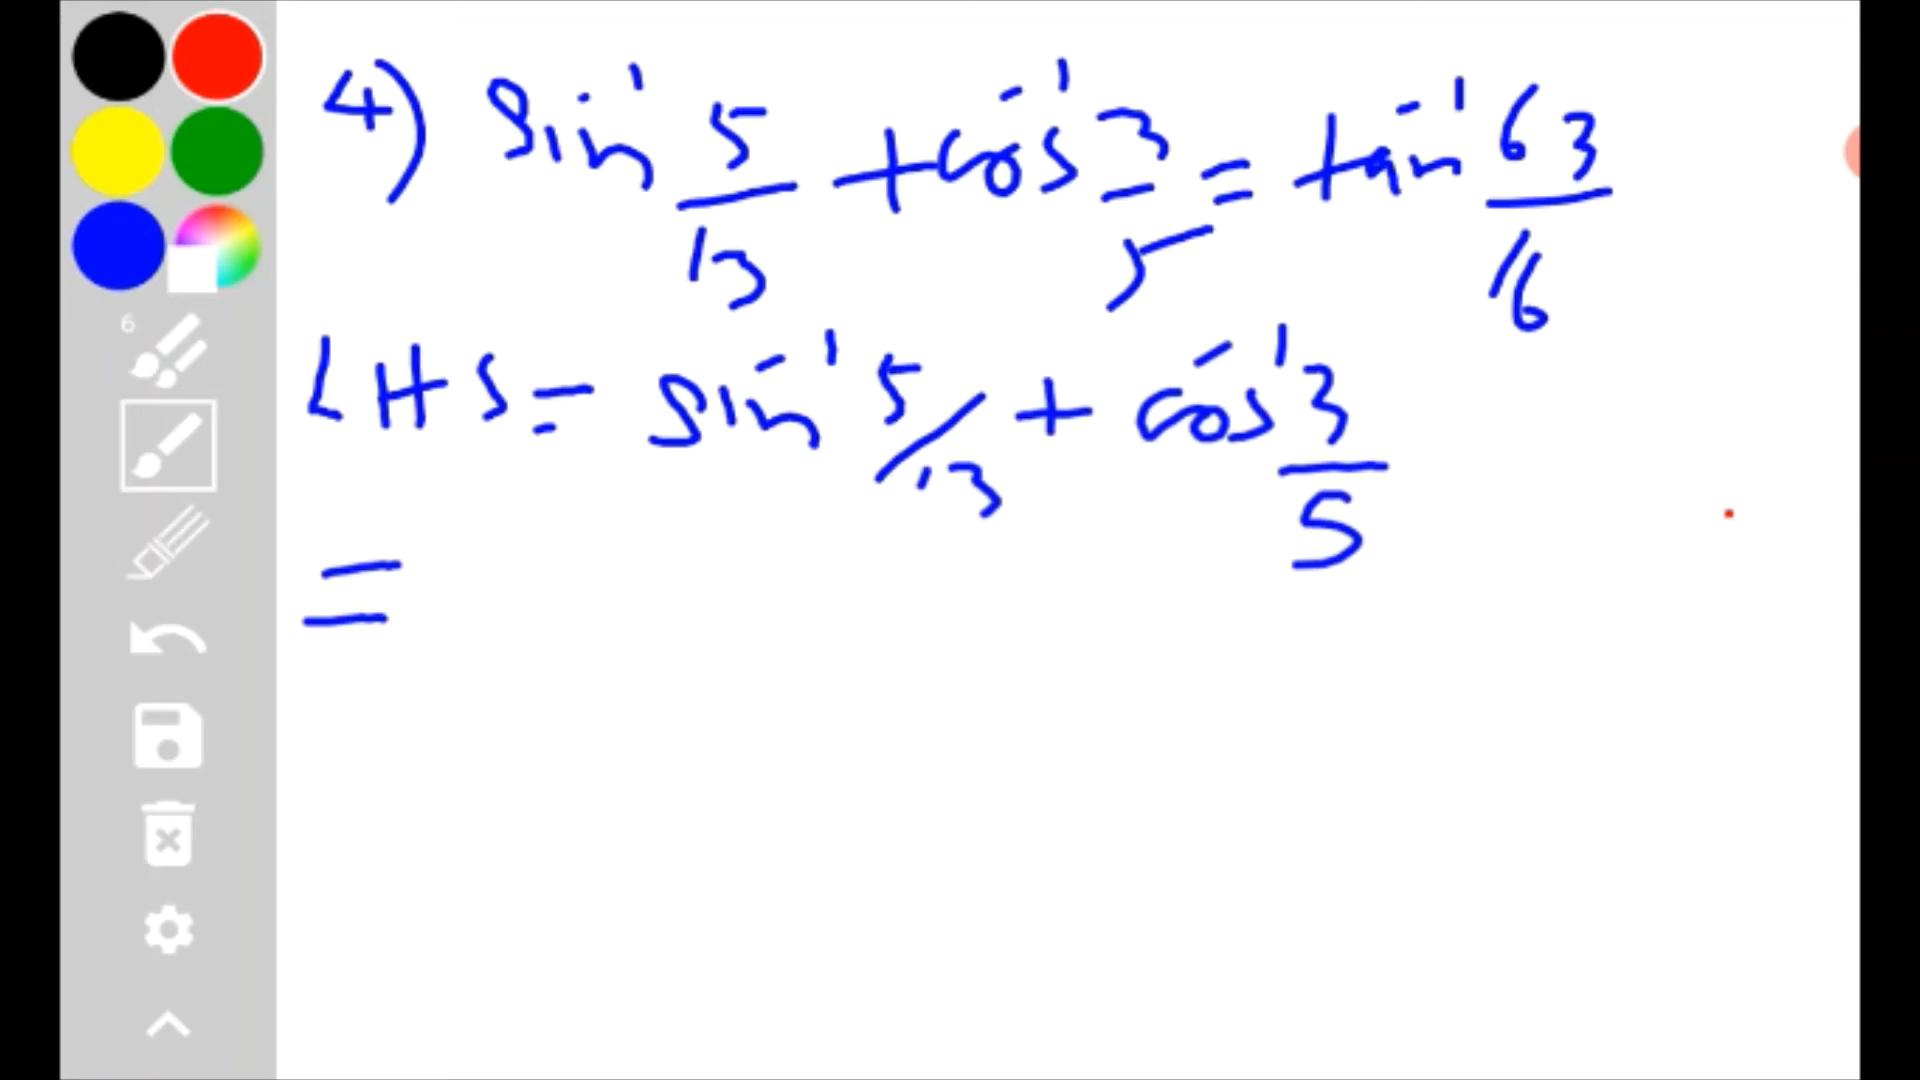 4) sin⁻¹ 5/13 + cos⁻¹ 3/5 = tan⁻¹ 63/16
LHS = sin⁻¹ 5/13 + cos⁻¹ 3/5
6
=